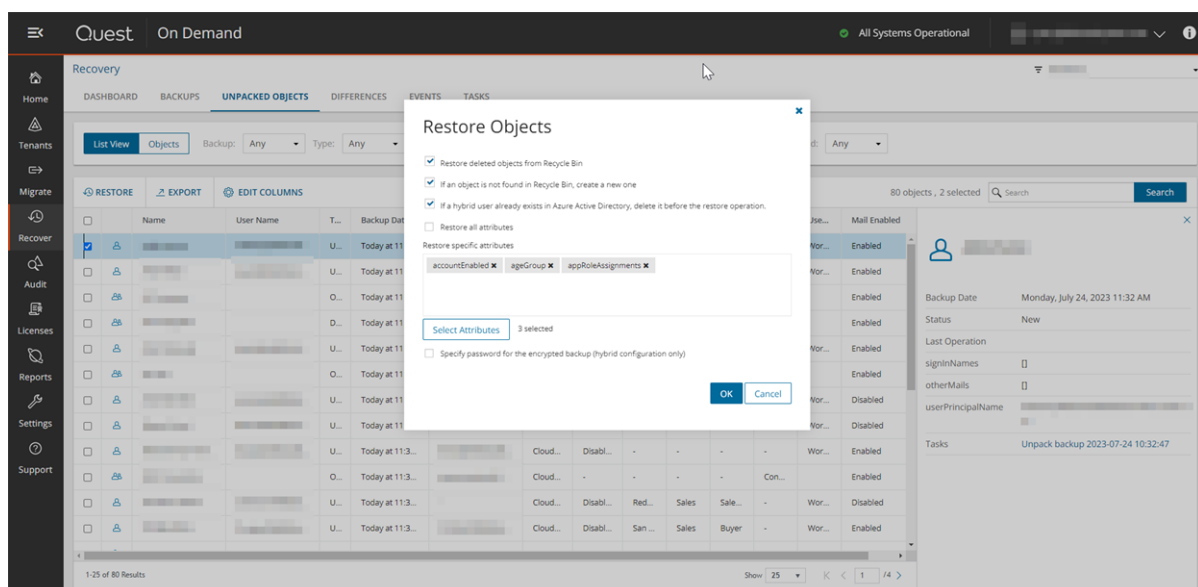 Quest On Demand All Systems Operational
Recovery
Home
DASHBOARD BACKUPS UNPACKED OBJECTS DIFFERENCES EVENTS TASKS
Tenants
List View Objects Backup: Any Type: Any d: Any
Migrate
RESTORE EXPORT EDIT COLUMNS 80 objects , 2 selected Search Search
Recover
Audit
Licenses
Reports
Settings
Support
Name User Name T... Backup Dat Use... Mail Enabled
U... Today at 11 Wor... Enabled
U... Today at 11 Wor... Enabled
O... Today at 11 Enabled
D... Today at 11 Enabled
U... Today at 11 Wor... Enabled
O... Today at 11 Enabled
U... Today at 11 Wor... Disabled
U... Today at 11 Wor... Disabled
U... Today at 11:3... Cloud... Disabl... - - - - Wor... Enabled
O... Today at 11:3... Cloud... - - - - Con... Enabled
U... Today at 11:3... Cloud... Disabl... Red... Sales Sale... - Wor... Disabled
U... Today at 11:3... Cloud... Disabl... San ... Sales Buyer - Wor... Enabled
1-25 of 80 Results Show 25 1 /4
Restore Objects
Restore deleted objects from Recycle Bin
If an object is not found in Recycle Bin, create a new one
If a hybrid user already exists in Azure Active Directory, delete it before the restore operation.
Restore all attributes
Restore specific attributes
accountEnabled ageGroup appRoleAssignments
Select Attributes 3 selected
Specify password for the encrypted backup (hybrid configuration only)
OK Cancel
Backup Date Monday, July 24, 2023 11:32 AM
Status New
Last Operation
signInNames []
otherMails []
userPrincipalName
Tasks Unpack backup 2023-07-24 10:32:47